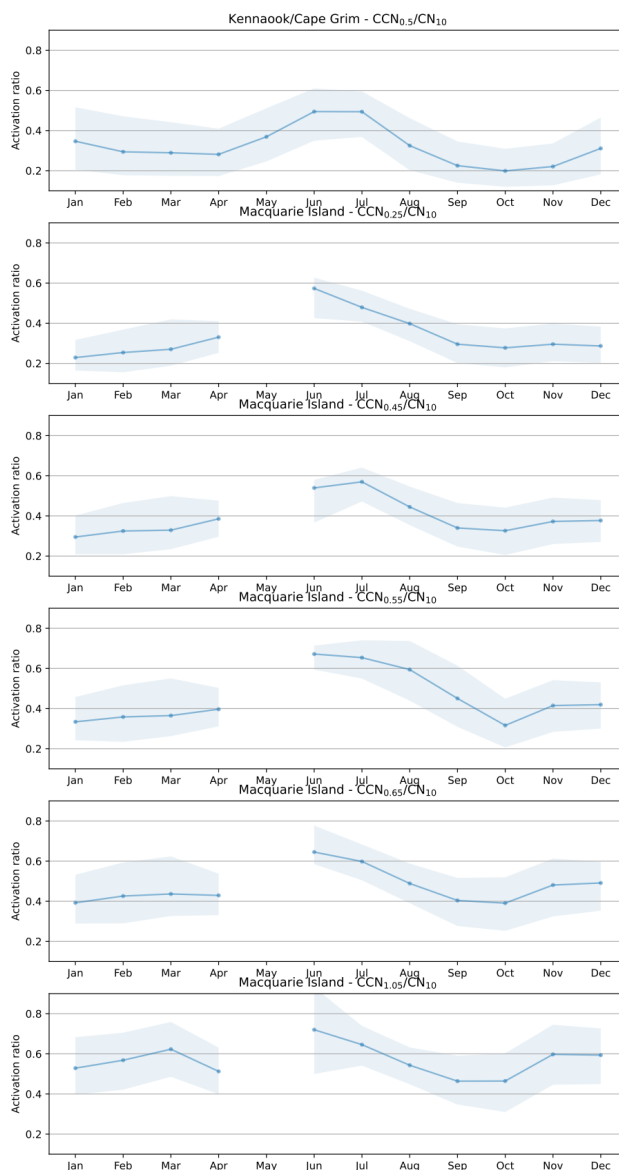 Kennaook/Cape Grim - CCN0.5/CN10
Activation ratio
0.8
0.6
0.4
0.2
Jan Feb Mar Apr May Jun Jul Aug Sep Oct Nov Dec
Macquarie Island - CCN0.25/CN10
Activation ratio
0.8
0.6
0.4
0.2
Jan Feb Mar Apr May Jun Jul Aug Sep Oct Nov Dec
Macquarie Island - CCN0.45/CN10
Activation ratio
0.8
0.6
0.4
0.2
Jan Feb Mar Apr May Jun Jul Aug Sep Oct Nov Dec
Macquarie Island - CCN0.55/CN10
Activation ratio
0.8
0.6
0.4
0.2
Jan Feb Mar Apr May Jun Jul Aug Sep Oct Nov Dec
Macquarie Island - CCN0.65/CN10
Activation ratio
0.8
0.6
0.4
0.2
Jan Feb Mar Apr May Jun Jul Aug Sep Oct Nov Dec
Macquarie Island - CCN1.05/CN10
Activation ratio
0.8
0.6
0.4
0.2
Jan Feb Mar Apr May Jun Jul Aug Sep Oct Nov Dec